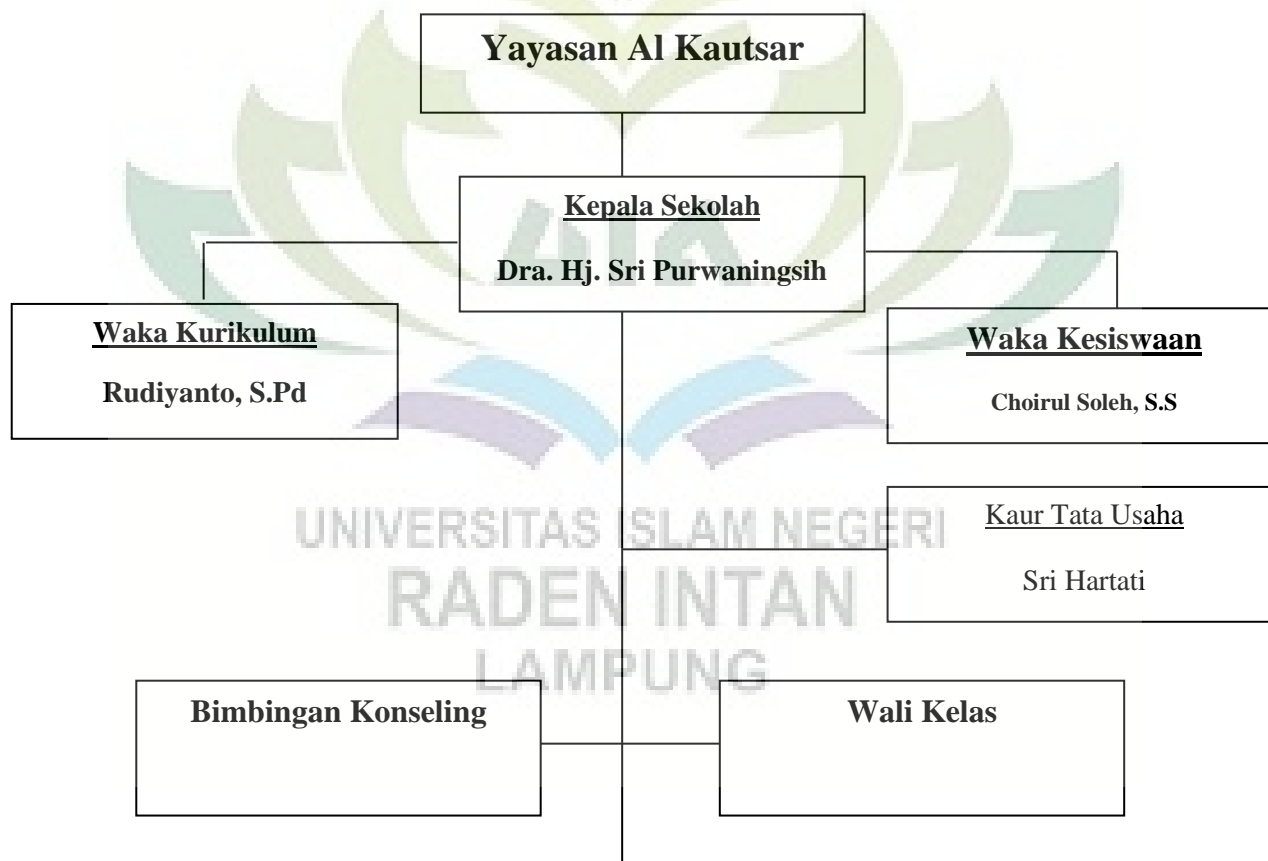 Yayasan Al Kautsar
Kepala Sekolah
Dra. Hj. Sri Purwaningsih
Waka Kurikulum
Rudiyanto, S.Pd
Waka Kesiswaan
Choirul Soleh, S.S
Kaur Tata Usaha
Sri Hartati
UNIVERSITAS ISLAM NEGERI
RADEN INTAN
LAMPUNG
Bimbingan Konseling
Wali Kelas